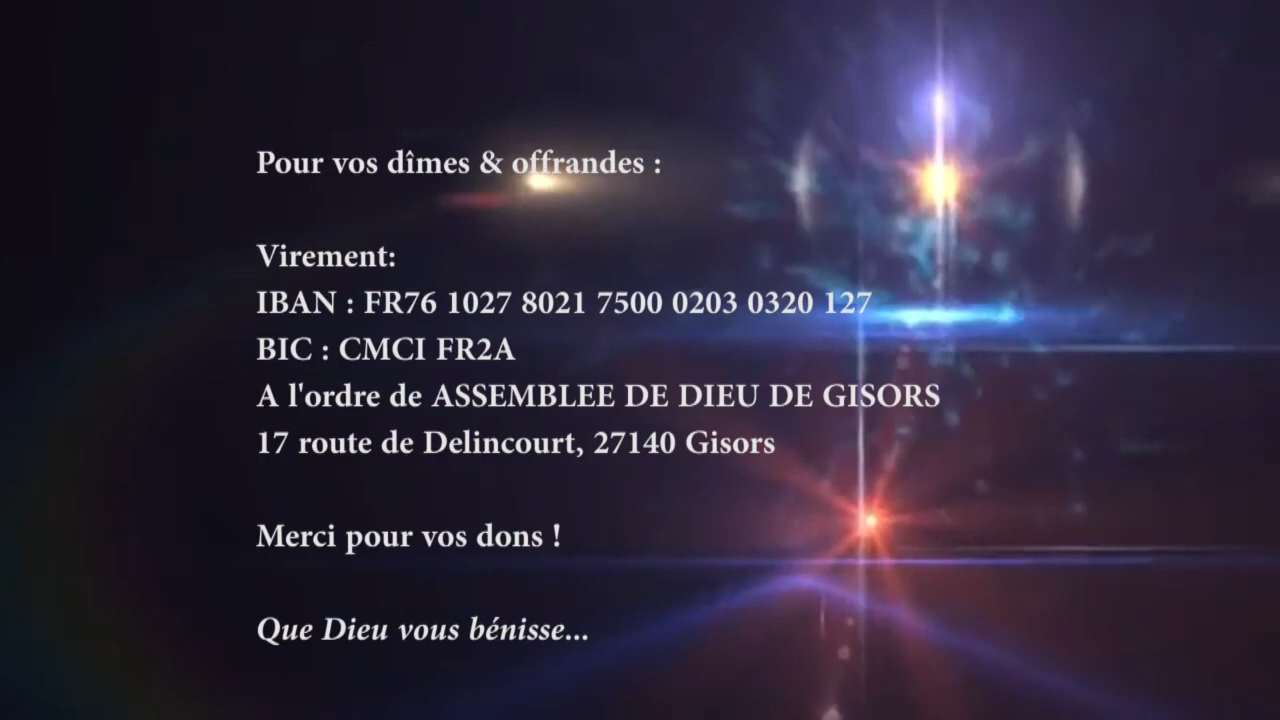 Pour vos dîmes & offrandes :
Virement:
IBAN : FR76 1027 8021 7500 0203 0320 127
BIC : CMCI FR2A
A l'ordre de ASSEMBLEE DE DIEU DE GISORS
17 route de Delincourt, 27140 Gisors
Merci pour vos dons !
Que Dieu vous bénisse...